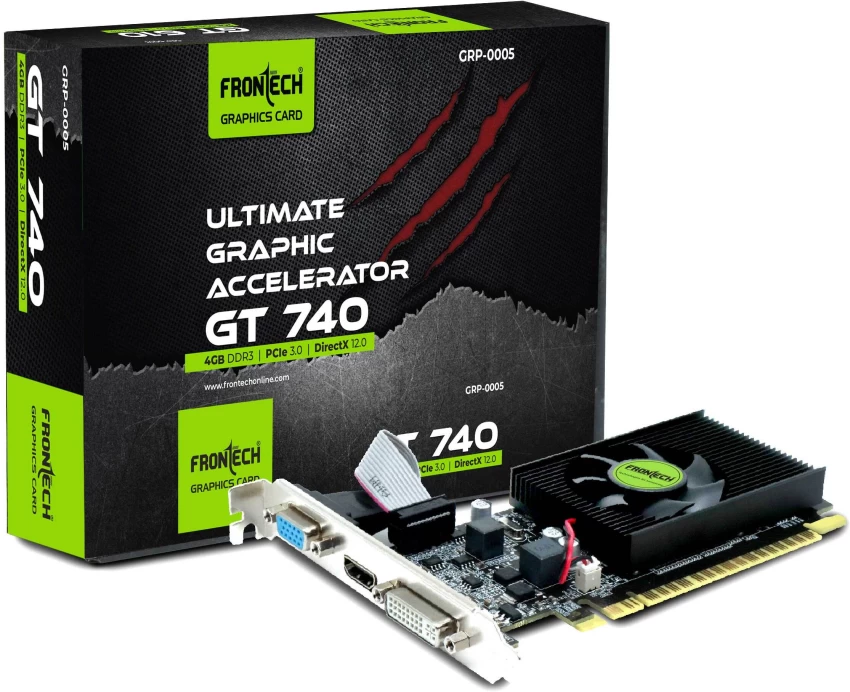 GT 610
GRP-0005
FRONTECH®
GRAPHICS CARD
ULTIMATE
GRAPHIC
ACCELERATOR
GT 740
4GB DDR3 | PCIe 3.0 | DirectX 12.0
www.frontechonline.com
GRP-0005
GT 740
4GB DDR3 | PCIe 3.0 | DirectX 12.0
FRONTECH
GRAPHICS CARD
GRP-0005
T 740
PCIe 3.0 | DirectX 12.0
FRONTECH®
GRAPHICS CARD
FRONTECH